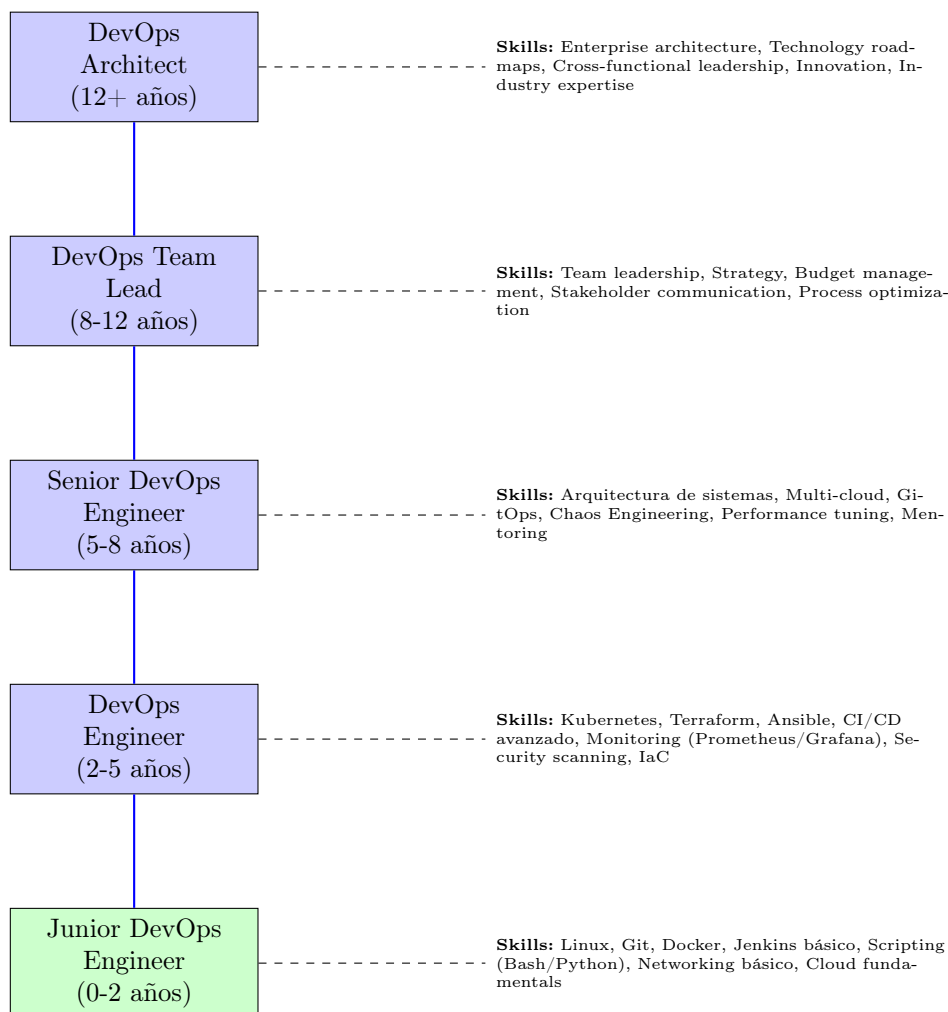 DevOps
Architect
(12+ años)
Skills: Enterprise architecture, Technology road-
maps, Cross-functional leadership, Innovation, In-
dustry expertise
DevOps Team
Lead
(8-12 años)
Skills: Team leadership, Strategy, Budget manage-
ment, Stakeholder communication, Process optimiza-
tion
Senior DevOps
Engineer
(5-8 años)
Skills: Arquitectura de sistemas, Multi-cloud, Gi-
tOps, Chaos Engineering, Performance tuning, Men-
toring
DevOps
Engineer
(2-5 años)
Skills: Kubernetes, Terraform, Ansible, CI/CD
avanzado, Monitoring (Prometheus/Grafana), Se-
curity scanning, IaC
Junior DevOps
Engineer
(0-2 años)
Skills: Linux, Git, Docker, Jenkins básico, Scripting
(Bash/Python), Networking básico, Cloud funda-
mentals